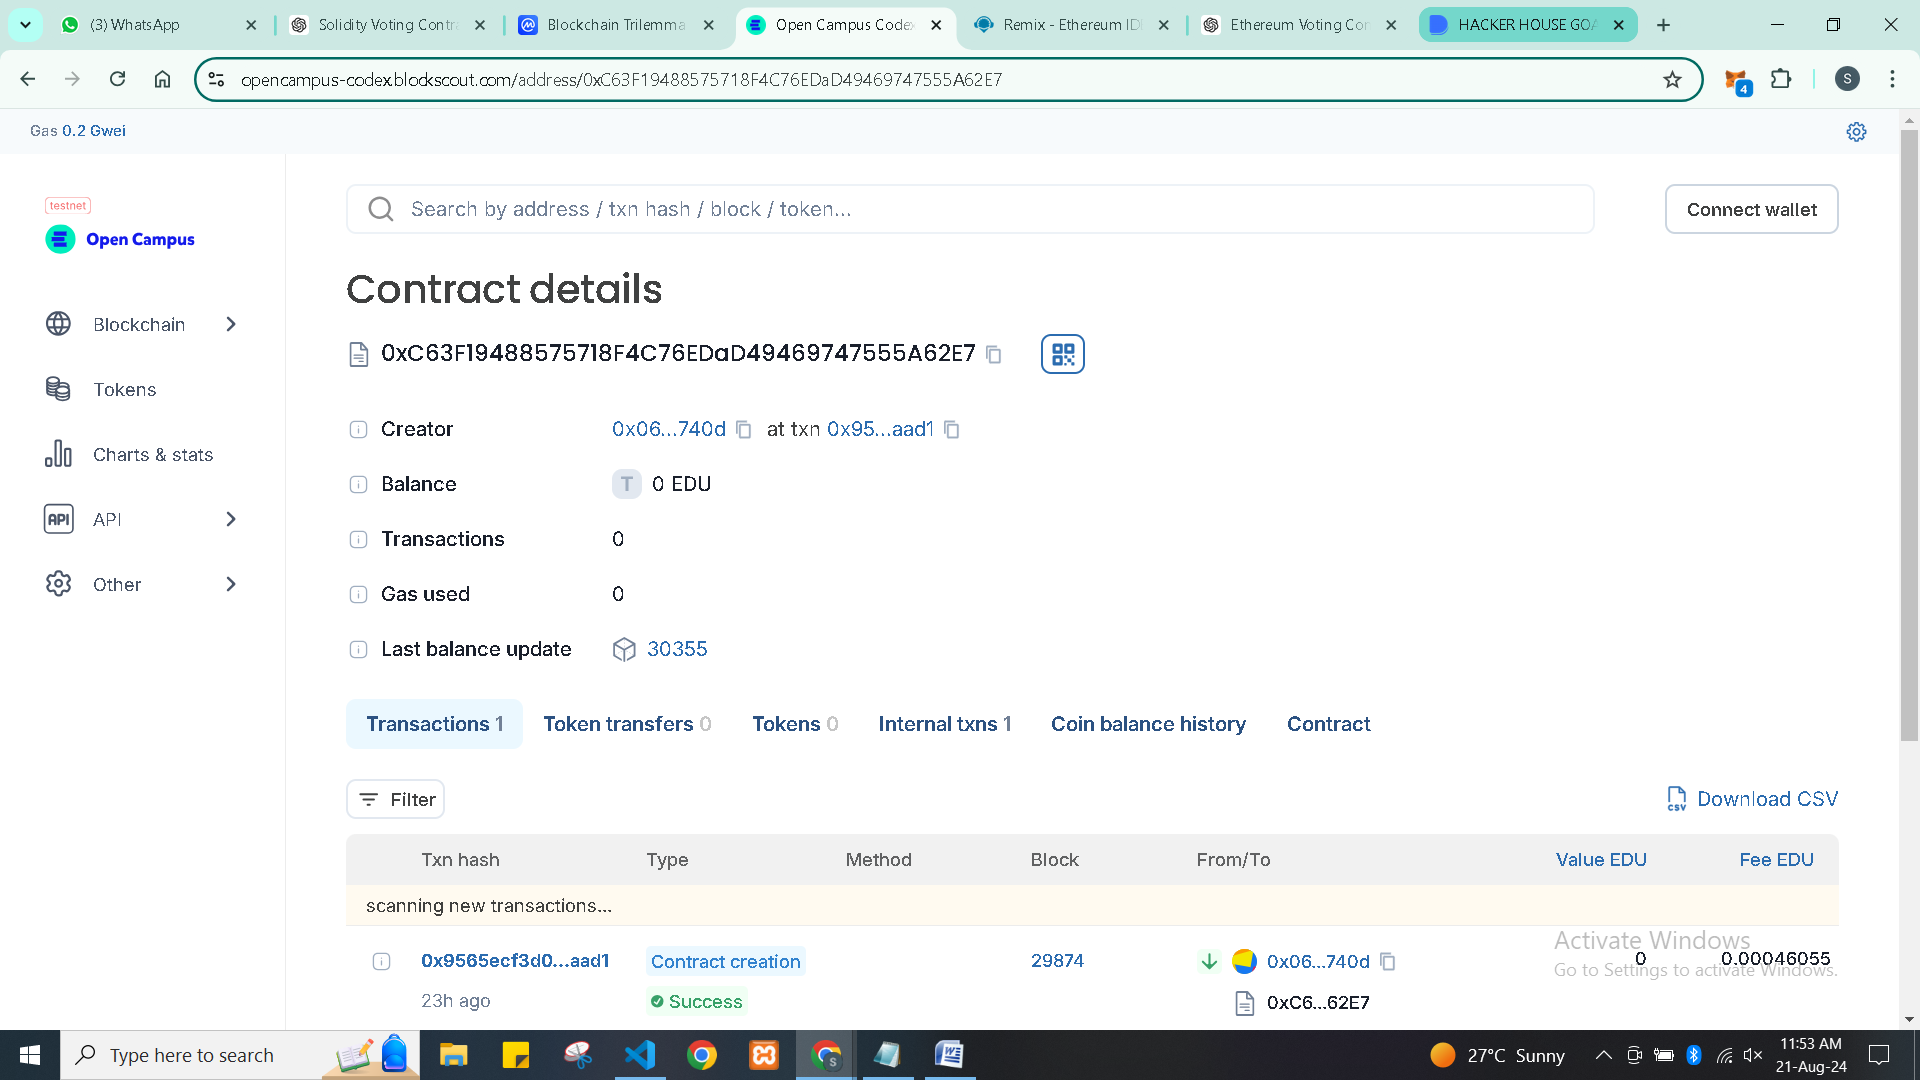 (3) WhatsApp
Solidity Voting Contra
Blockchain Trilemma
Open Campus Codex
Remix - Ethereum IDE
Ethereum Voting Con
HACKER HOUSE GOA
opencampus-codex.blockscout.com/address/0xC63F19488575718F4C76EDaD49469747555A62E7
4
S
Gas 0.2 Gwei
testnet
Open Campus
Search by address / txn hash / block / token...
Connect wallet
Blockchain
Tokens
Charts & stats
API API
Other
Contract details
0xC63F19488575718F4C76EDaD49469747555A62E7
Creator 0x06...740d at txn 0x95...aad1
Balance T 0 EDU
Transactions 0
Gas used 0
Last balance update 30355
Transactions 1 Token transfers 0 Tokens 0 Internal txns 1 Coin balance history Contract
Filter
CSV Download CSV
Txn hash Type Method Block From/To Value EDU Fee EDU
scanning new transactions...
0x9565ecf3d0...aad1 Contract creation 29874 0x06...740d 0 0.00046055
23h ago Success 0xC6...62E7
Activate Windows
Go to Settings to activate Windows.
Type here to search
27°C Sunny
11:53 AM
21-Aug-24